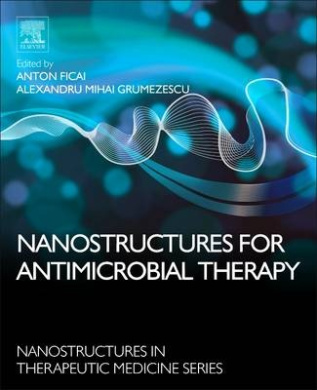 ELSEVIER
Edited by
ANTON FICAI
ALEXANDRU MIHAI GRUMEZESCU
NANOSTRUCTURES FOR
ANTIMICROBIAL THERAPY
NANOSTRUCTURES IN
THERAPEUTIC MEDICINE SERIES